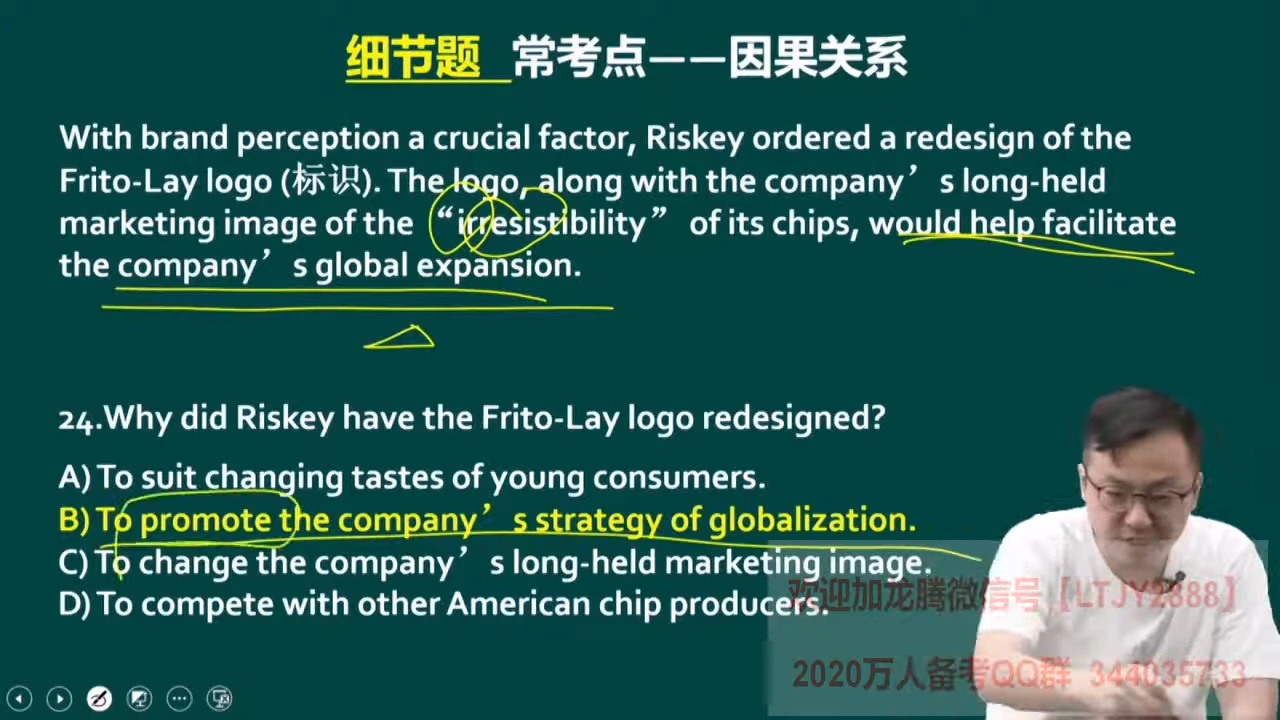 细节题 常考点——因果关系
With brand perception a crucial factor, Riskey ordered a redesign of the
Frito-Lay logo (标识). The logo, along with the company’s long-held
marketing image of the “irresistibility” of its chips, would help facilitate
the company’s global expansion.
24.Why did Riskey have the Frito-Lay logo redesigned?
A) To suit changing tastes of young consumers.
B) To promote the company’s strategy of globalization.
C) To change the company’s long-held marketing image.
D) To compete with other American chip producers.
欢迎加龙腾微信号【LTJY2888】
2020万人备考QQ群 344035733